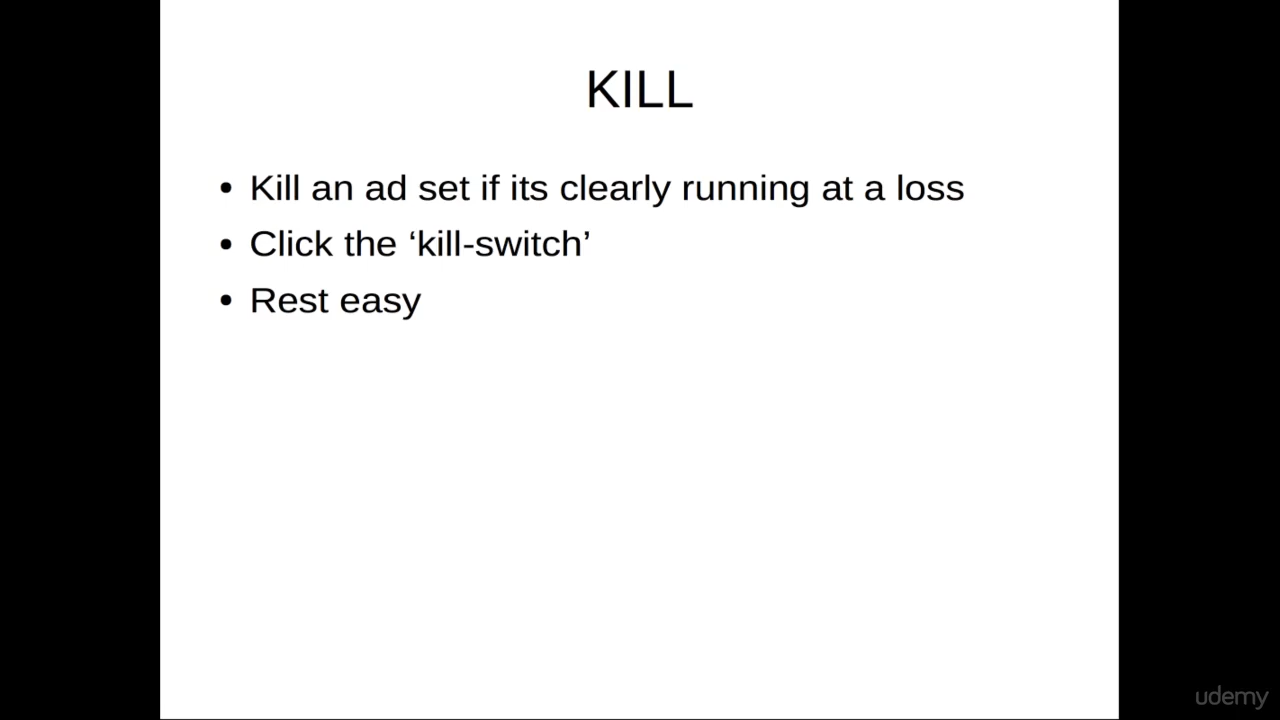 KILL
• Kill an ad set if its clearly running at a loss
• Click the ‘kill-switch’
• Rest easy
udemy